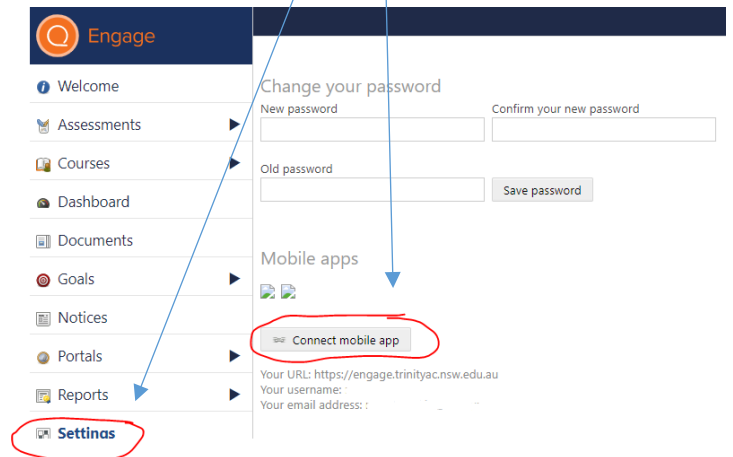 Engage
Welcome
Assessments
Courses
Dashboard
Documents
Goals
Notices
Portals
Reports
Settings
Change your password
New password
Confirm your new password
Old password
Save password
Mobile apps
Connect mobile app
Your URL: https://engage.trinityac.nsw.edu.au
Your username:
Your email address: